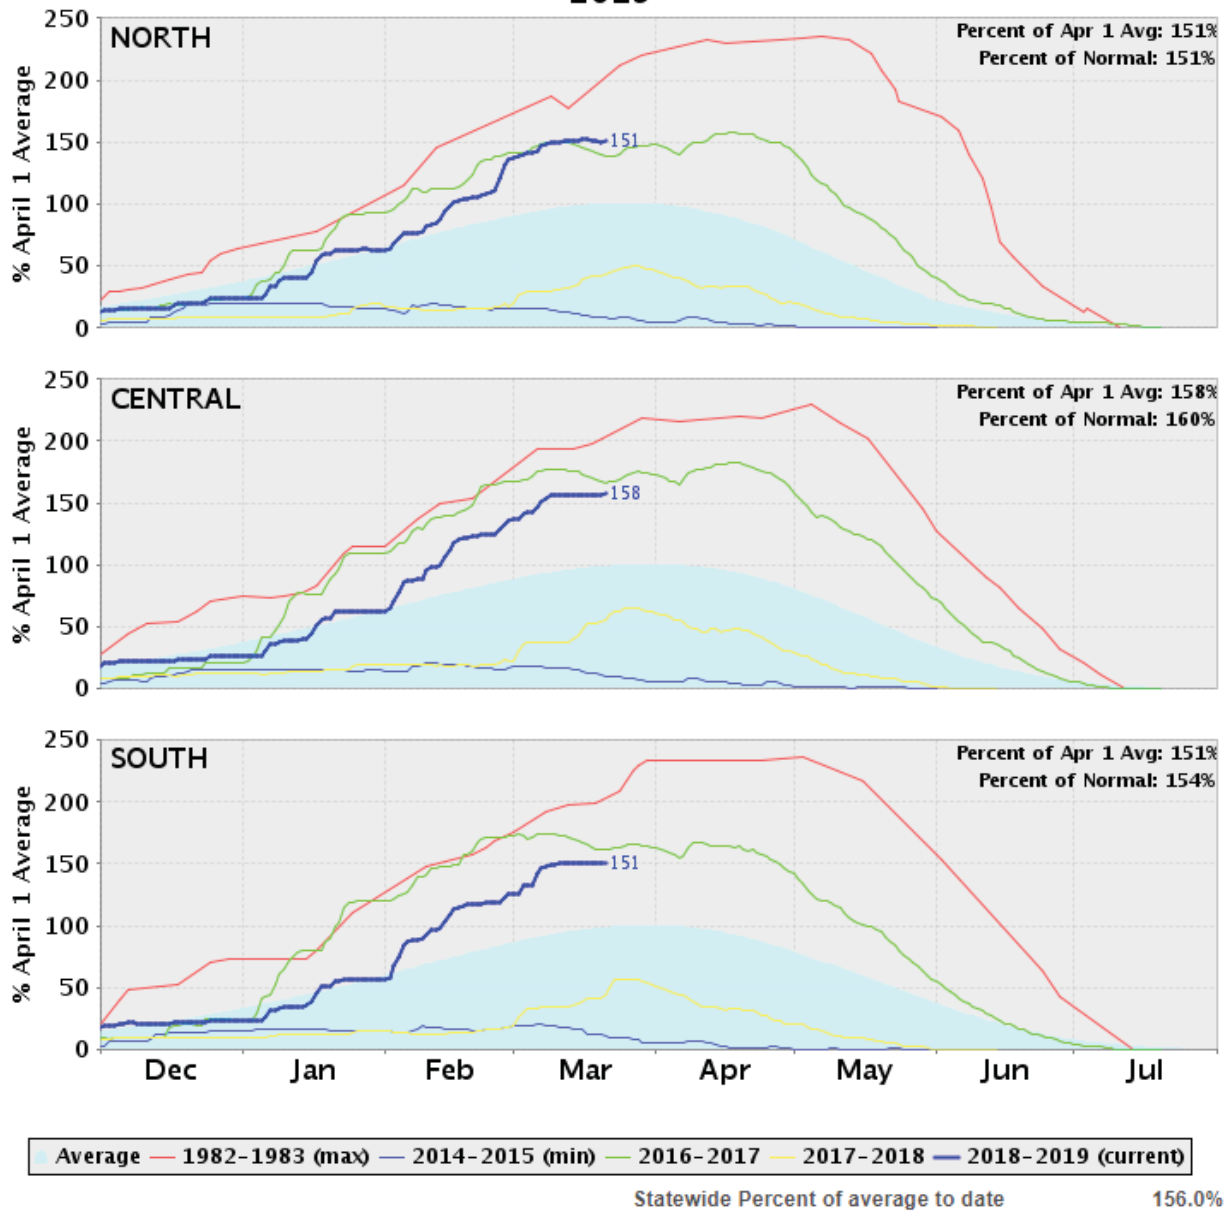 250
NORTH
Percent of Apr 1 Avg: 151%
Percent of Normal: 151%
200
150
151
100
50
0
% April 1 Average
250
CENTRAL
Percent of Apr 1 Avg: 158%
Percent of Normal: 160%
200
150
158
100
50
0
% April 1 Average
250
SOUTH
Percent of Apr 1 Avg: 151%
Percent of Normal: 154%
200
150
151
100
50
0
% April 1 Average
Dec Jan Feb Mar Apr May Jun Jul
Average 1982-1983 (max) 2014-2015 (min) 2016-2017 2017-2018 2018-2019 (current)
Statewide Percent of average to date 156.0%